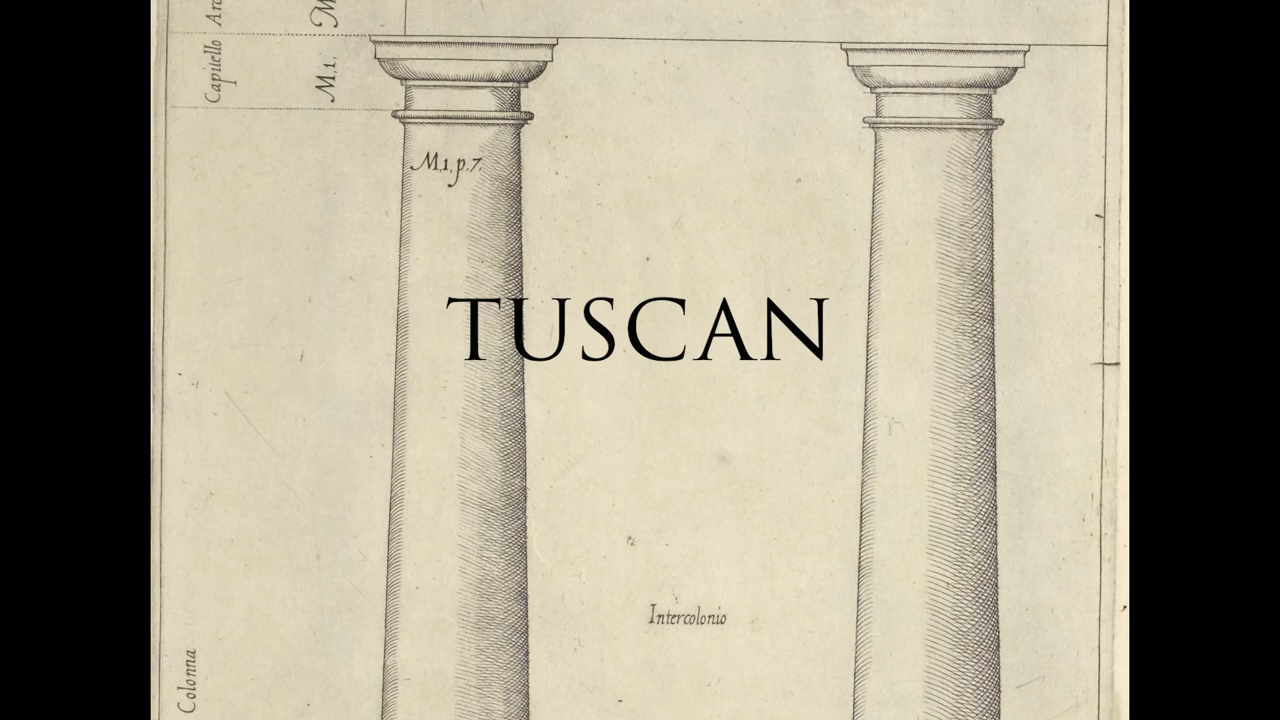 Capitello
M.1.
M.1.p.7.
TUSCAN
Intercolonio
Colonna